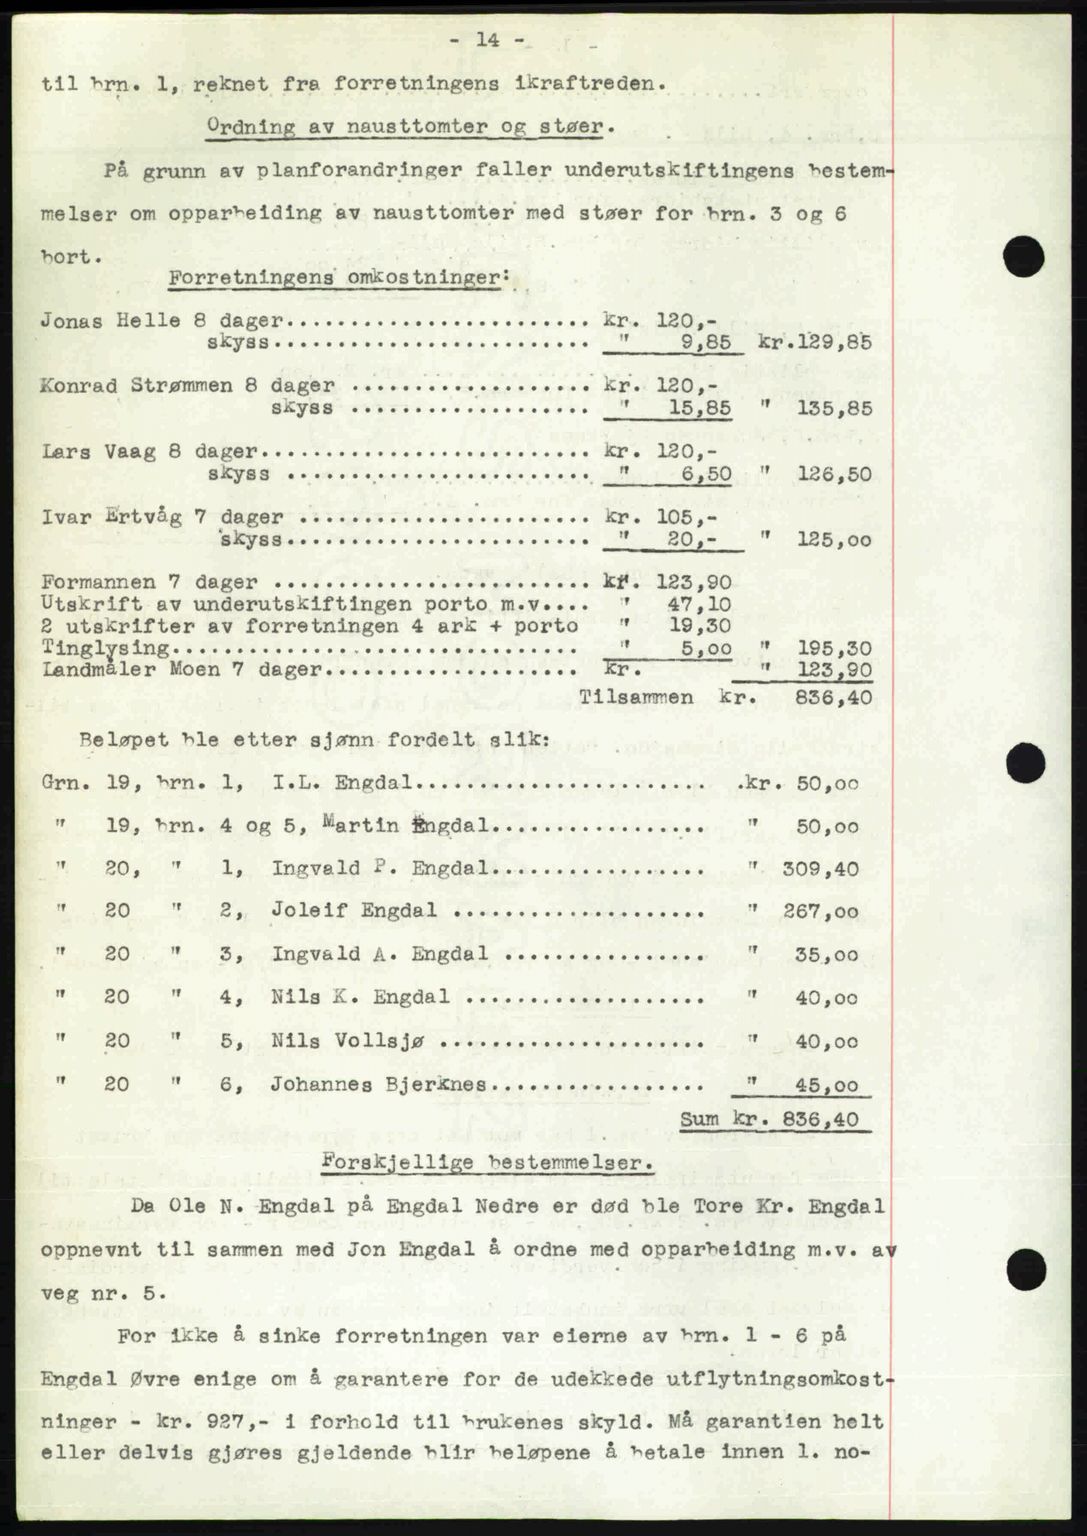 - 14 -
til brn. 1, reknet fra forretningens ikraftreden.
Ordning av nausttomter og støer.
På grunn av planforandringer faller underutskiftingens bestem-
melser om opparbeiding av nausttomter med støer for brn. 3 og 6
bort.
Forretningens omkostninger:
Jonas Helle 8 dager........................ kr. 120,-
skyss......................... " 9,85 kr.129,85
Konrad Strømmen 8 dager ................... kr. 120,-
skyss ................... " 15,85 " 135,85
Lars Vaag 8 dager.......................... kr. 120,-
skyss ........................ " 6,50 " 126,50
Ivar Ertvåg 7 dager ....................... kr. 105,-
skyss........................ " 20,- " 125,00
Formannen 7 dager ......................... kr. 123,90
Utskrift av underutskiftingen porto m.v.... " 47,10
2 utskrifter av forretningen 4 ark + porto " 19,30
Tinglysing................................ " 5,00 " 195,30
Landmåler Moen 7 dager.................... kr. " 123,90
Tilsammen kr. 836,40
Beløpet ble etter sjønn fordelt slik:
Grn. 19, brn. 1, I.L. Engdal....................... .kr. 50,00
" 19, brn. 4 og 5, Martin Engdal................. " 50,00
" 20, " 1, Ingvald P. Engdal................. " 309,40
" 20 " 2, Joleif Engdal .................... " 267,00
" 20 " 3, Ingvald A. Engdal ................ " 35,00
" 20 " 4, Nils K. Engdal ................... " 40,00
" 20 " 5, Nils Vollsjø ..................... " 40,00
" 20 " 6, Johannes Bjerknes................. " 45,00
Sum kr. 836,40
Forskjellige bestemmelser.
Da Ole N. Engdal på Engdal Nedre er død ble Tore Kr. Engdal
oppnevnt til sammen med Jon Engdal å ordne med opparbeiding m.v. av
veg nr. 5.
For ikke å sinke forretningen var eierne av brn. 1 - 6 på
Engdal Øvre enige om å garantere for de udekkede utflytningsomkost-
ninger - kr. 927,- i forhold til brukenes skyld. Må garantien helt
eller delvis gjøres gjeldende blir beløpene å betale innen 1. no-